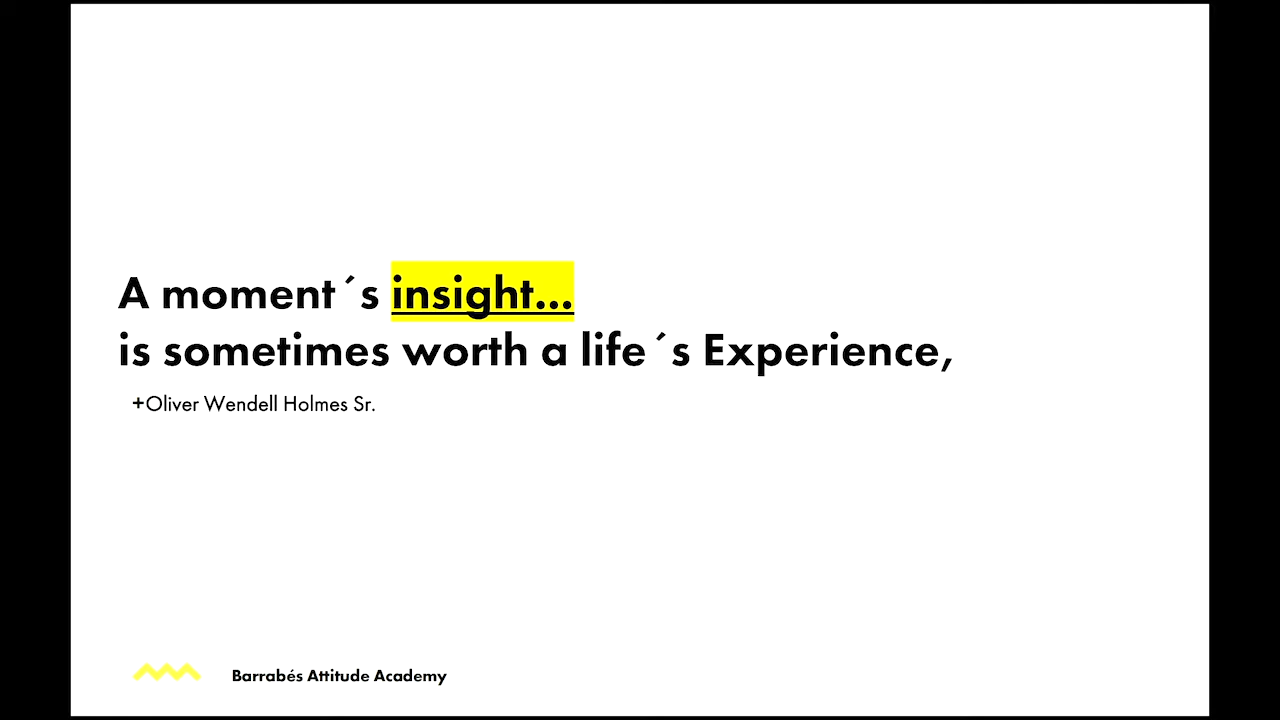 A moment´s insight...
is sometimes worth a life´s Experience,
+Oliver Wendell Holmes Sr.
Barrabés Attitude Academy